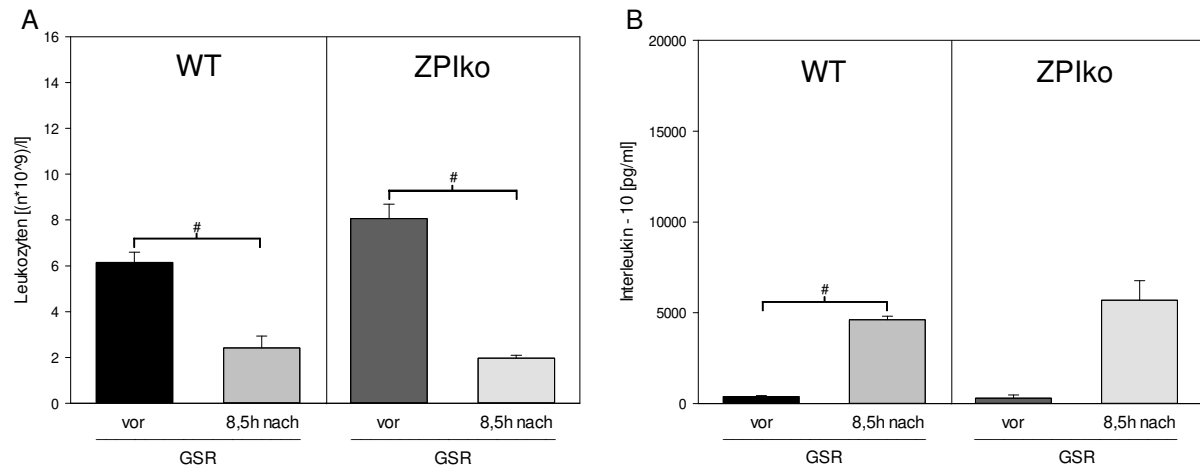 A
Leukozyten [(n*10^9)/l]
16
14
12
10
8
6
4
2
0
WT
ZPIko
#
#
vor
8,5h nach
vor
8,5h nach
GSR
GSR
B
Interleukin - 10 [pg/ml]
20000
15000
10000
5000
0
WT
ZPIko
#
vor
8,5h nach
vor
8,5h nach
GSR
GSR